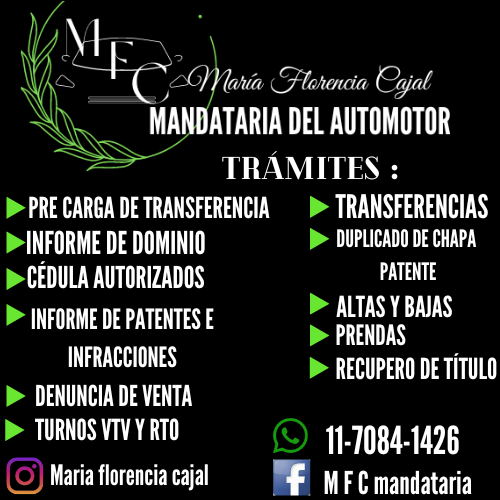 MFC
María Florencia Cajal
MANDATARIA DEL AUTOMOTOR
TRÁMITES :
PRE CARGA DE TRANSFERENCIA
INFORME DE DOMINIO
CÉDULA AUTORIZADOS
INFORME DE PATENTES E
INFRACCIONES
DENUNCIA DE VENTA
TURNOS VTV Y RTO
TRANSFERENCIAS
DUPLICADO DE CHAPA
PATENTE
ALTAS Y BAJAS
PRENDAS
RECUPERO DE TÍTULO
11-7084-1426
Maria florencia cajal
M F C mandataria